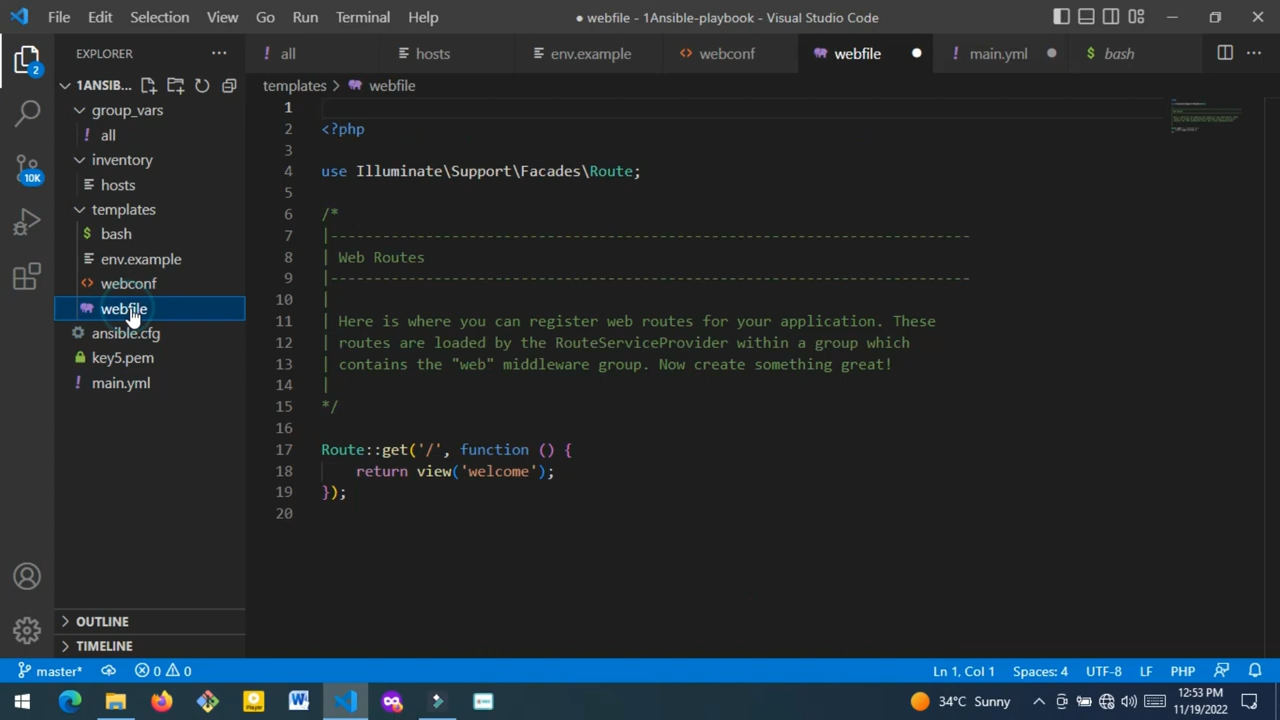 File Edit Selection View Go Run Terminal Help
● webfile - 1Ansible-playbook - Visual Studio Code
EXPLORER
2
10K
1ANSIB...
group_vars
! all
inventory
hosts
templates
$ bash
env.example
<> webconf
webfile
ansible.cfg
key5.pem
! main.yml
OUTLINE
TIMELINE
! all
hosts
env.example
<> webconf
webfile ●
! main.yml ●
$ bash
templates > webfile
1
2 <?php
3
4 use Illuminate\Support\Facades\Route;
5
6 /*
7 |--------------------------------------------------------------------------
8 | Web Routes
9 |--------------------------------------------------------------------------
10 |
11 | Here is where you can register web routes for your application. These
12 | routes are loaded by the RouteServiceProvider within a group which
13 | contains the "web" middleware group. Now create something great!
14 |
15 */
16
17 Route::get('/', function () {
18     return view('welcome');
19 });
20
master* 0 0 Ln 1, Col 1 Spaces: 4 UTF-8 LF PHP
Player W 34°C Sunny
12:53 PM
11/19/2022